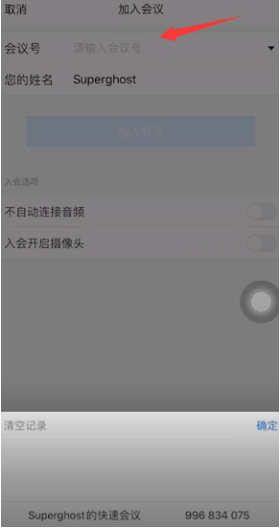 取消 加入会议
会议号 请输入会议号
您的姓名 Superghost
加入会议
入会选项
不自动连接音频
入会开启摄像头
清空记录 确定
Superghost的快速会议 996 834 075